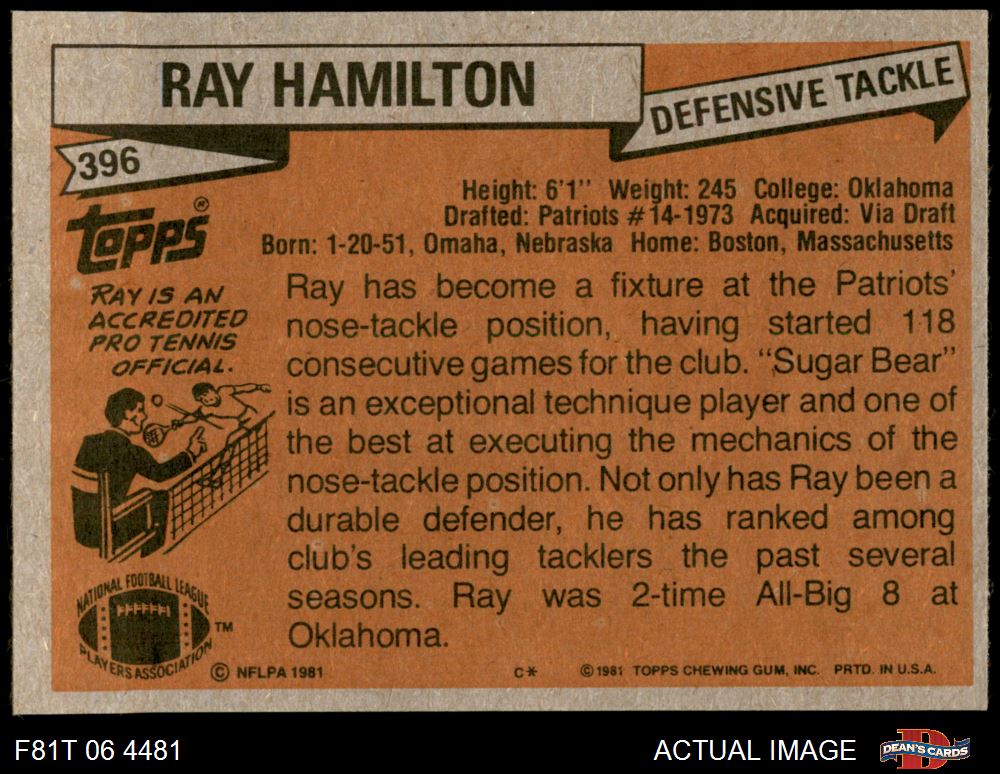 RAY HAMILTON
DEFENSIVE TACKLE
396
TOPPS®
Height: 6'1" Weight: 245 College: Oklahoma
Drafted: Patriots #14-1973 Acquired: Via Draft
Born: 1-20-51, Omaha, Nebraska Home: Boston, Massachusetts
RAY IS AN
ACCREDITED
PRO TENNIS
OFFICIAL.
Ray has become a fixture at the Patriots'
nose-tackle position, having started 118
consecutive games for the club. "Sugar Bear"
is an exceptional technique player and one of
the best at executing the mechanics of the
nose-tackle position. Not only has Ray been a
durable defender, he has ranked among
club's leading tacklers the past several
seasons. Ray was 2-time All-Big 8 at
Oklahoma.
NATIONAL FOOTBALL LEAGUE
PLAYERS ASSOCIATION
TM
© NFLPA 1981
C*
© 1981 TOPPS CHEWING GUM, INC. PRTD. IN U.S.A.
F81T 06 4481
ACTUAL IMAGE
DEAN'S CARDS